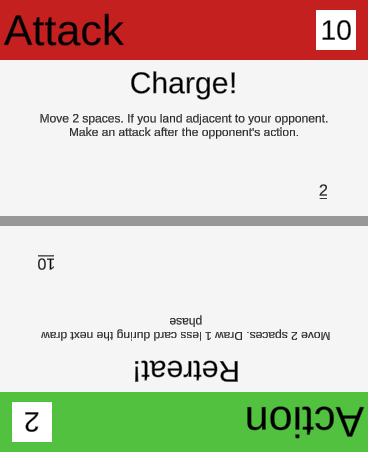 Attack
10
Charge!
Move 2 spaces. If you land adjacent to your opponent.
Make an attack after the opponent's action.
2
Action
2
Retreat!
Move 2 spaces. Draw 1 less card during the next draw
phase
10